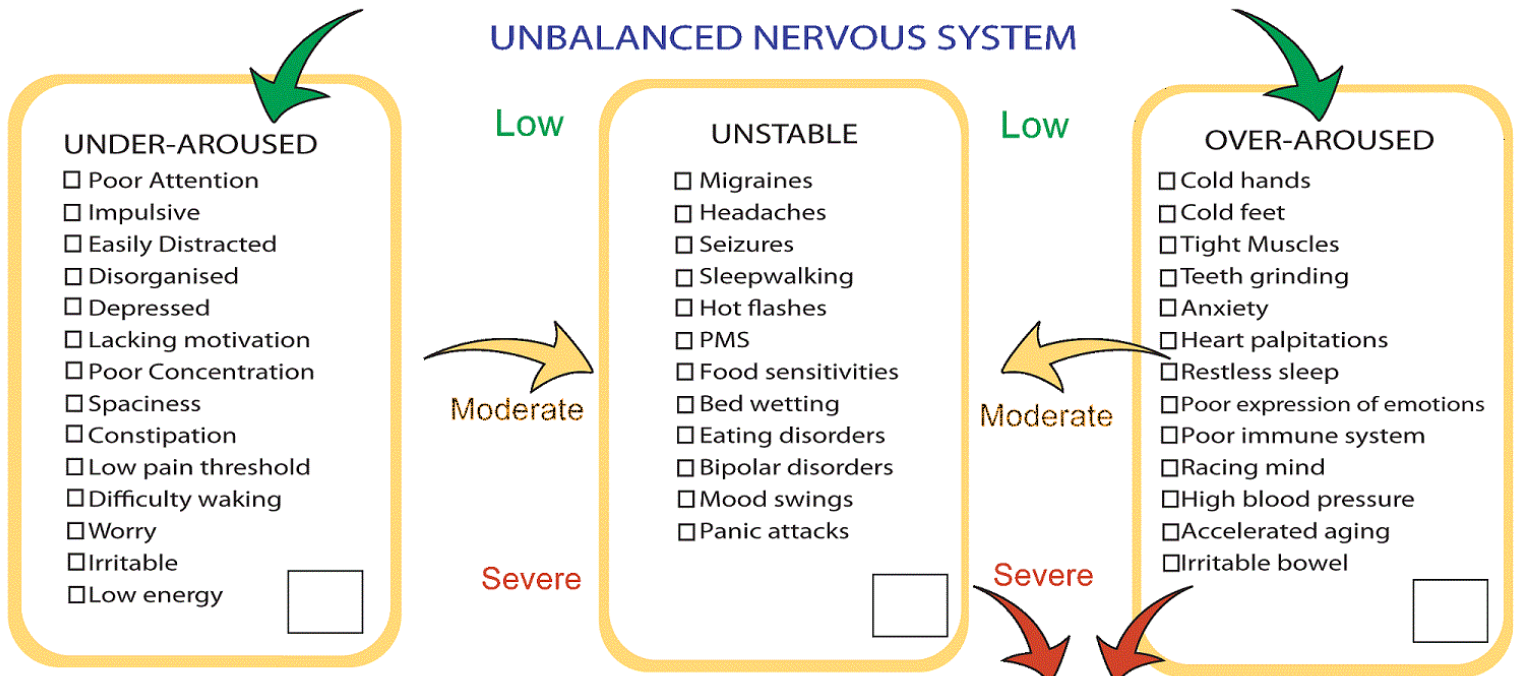 UNBALANCED NERVOUS SYSTEM
UNDER-AROUSED
Poor Attention
Impulsive
Easily Distracted
Disorganised
Depressed
Lacking motivation
Poor Concentration
Spaciness
Constipation
Low pain threshold
Difficulty waking
Worry
Irritable
Low energy
Low
Moderate
Severe
UNSTABLE
Migraines
Headaches
Seizures
Sleepwalking
Hot flashes
PMS
Food sensitivities
Bed wetting
Eating disorders
Bipolar disorders
Mood swings
Panic attacks
Low
Moderate
Severe
OVER-AROUSED
Cold hands
Cold feet
Tight Muscles
Teeth grinding
Anxiety
Heart palpitations
Restless sleep
Poor expression of emotions
Poor immune system
Racing mind
High blood pressure
Accelerated aging
Irritable bowel